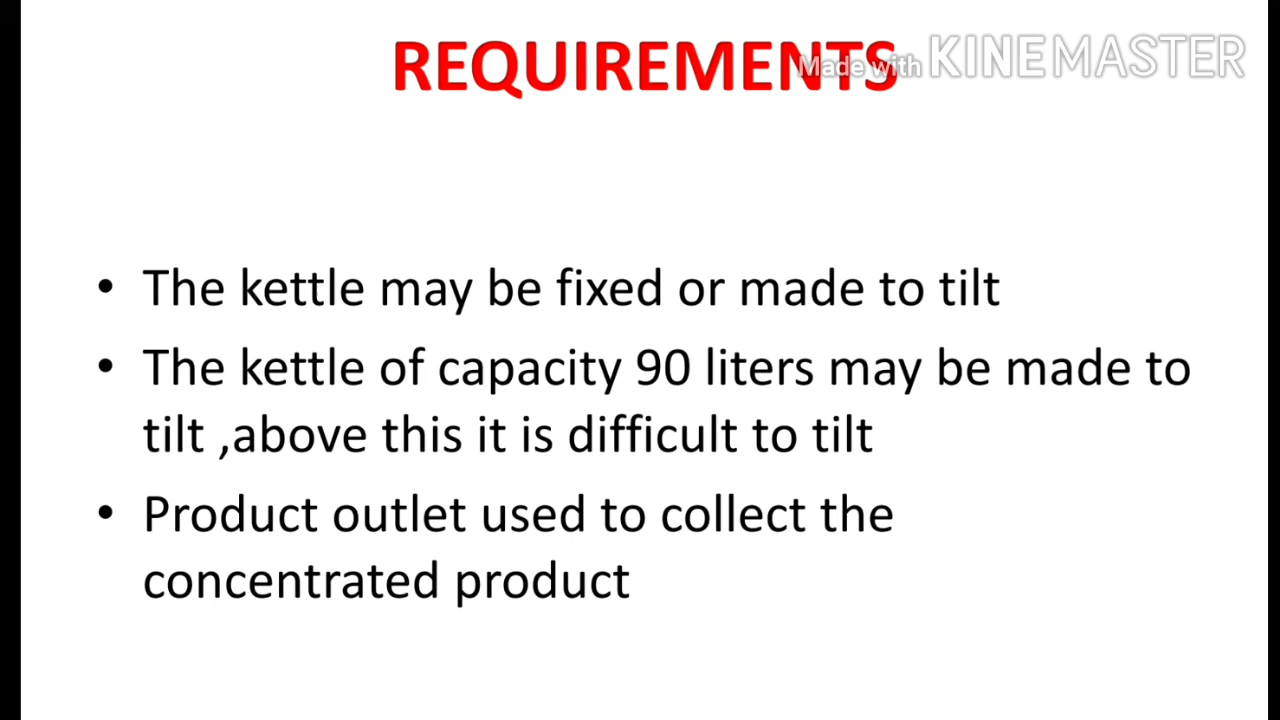 REQUIREMENTS
Made with KINEMASTER
• The kettle may be fixed or made to tilt
• The kettle of capacity 90 liters may be made to
tilt ,above this it is difficult to tilt
• Product outlet used to collect the
concentrated product